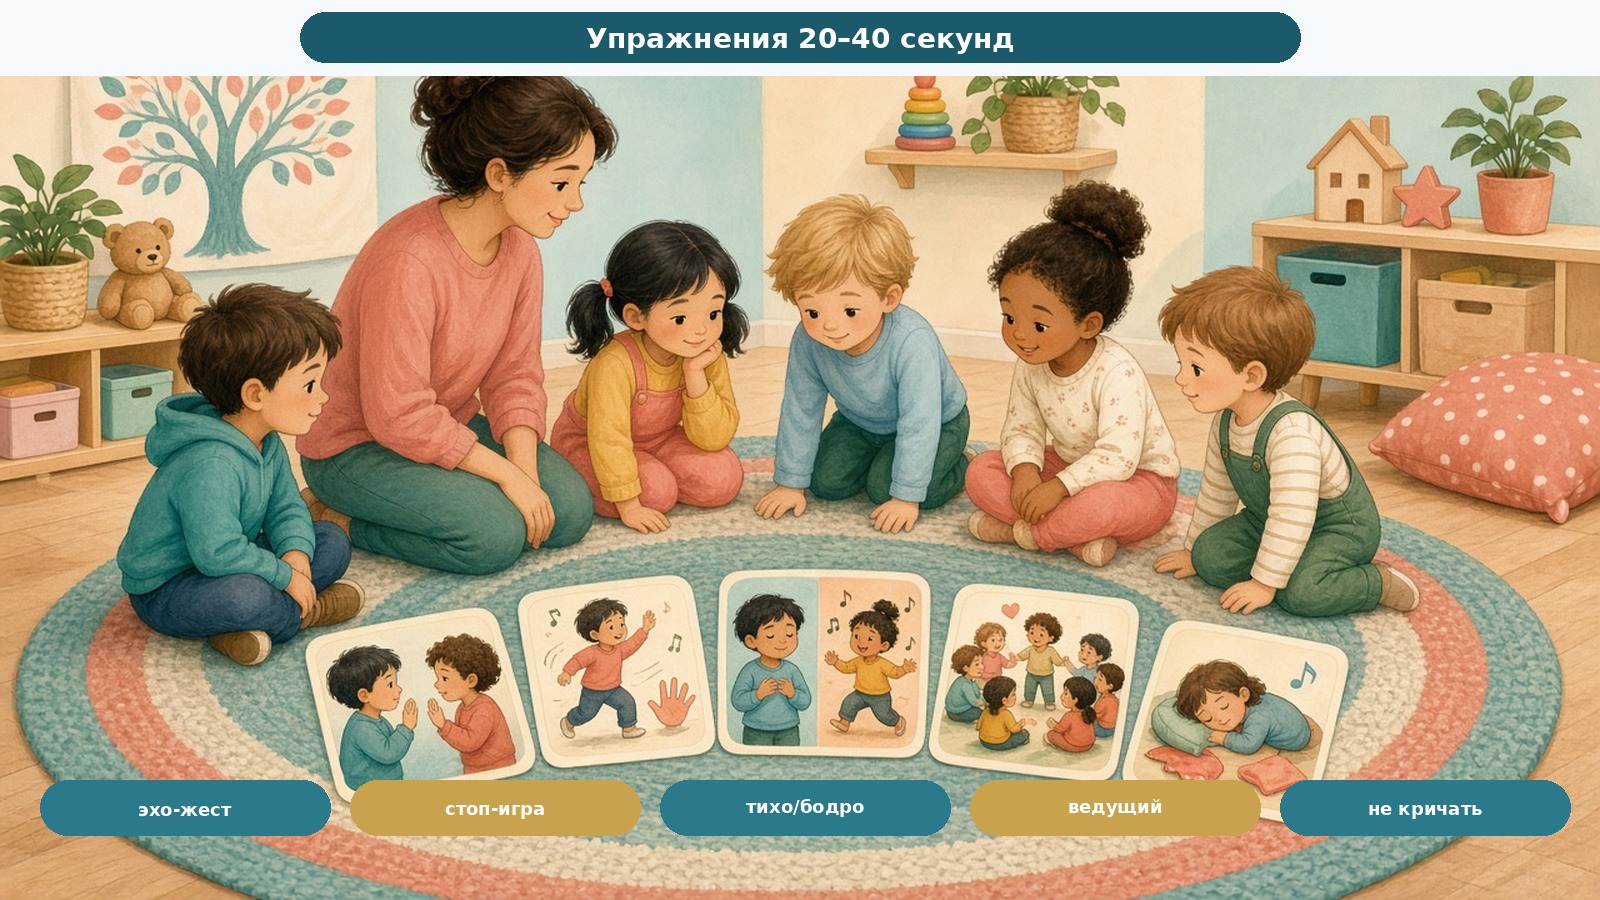 Упражнения 20–40 секунд
эхо-жест
стоп-игра
тихо/бодро
ведущий
не кричать